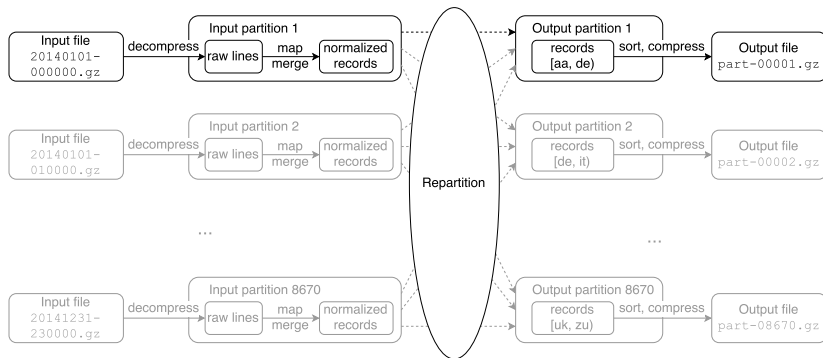 Input file
20140101-
000000.gz
decompress
Input partition 1
raw lines
map
merge
normalized
records
Output partition 1
records
[aa, de)
sort, compress
Output file
part-00001.gz
Input file
20140101-
010000.gz
decompress
Input partition 2
raw lines
map
merge
normalized
records
Repartition
Output partition 2
records
[de, it)
sort, compress
Output file
part-00002.gz
...
...
Input file
20141231-
230000.gz
decompress
Input partition 8670
raw lines
map
merge
normalized
records
Output partition 8670
records
[uk, zu)
sort, compress
Output file
part-08670.gz